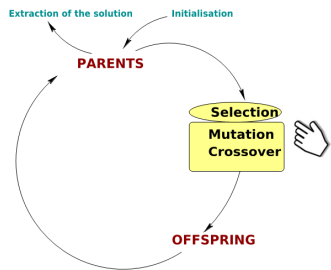 Extraction of the solution
Initialisation
PARENTS
Selection
Mutation
Crossover
OFFSPRING